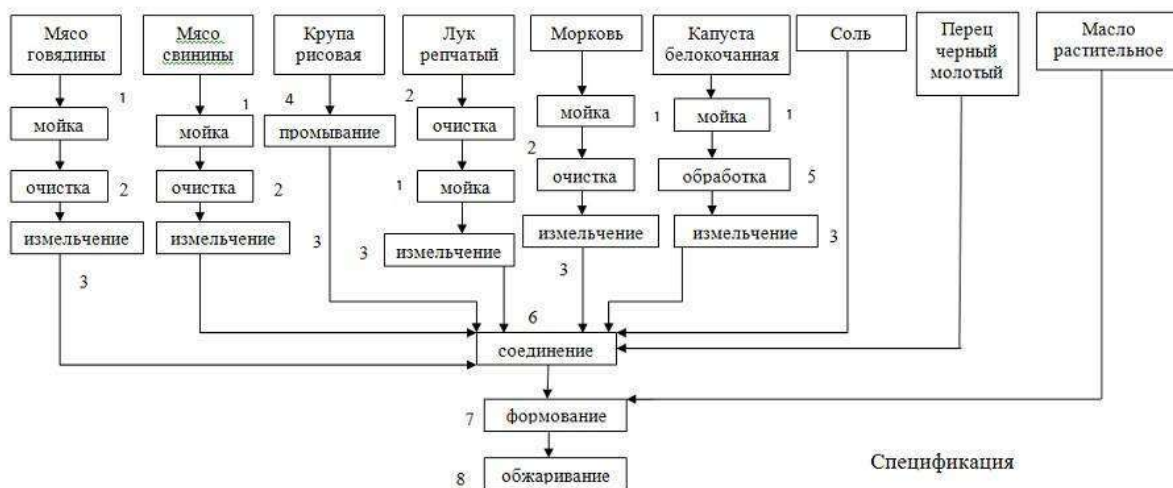 Мясо
говядины
Мясо
свинины
Крупа
рисовая
Лук
репчатый
Морковь
Капуста
белокочанная
Соль
Перец
черный
молотый
Масло
растительное
1
мойка
2
очистка
измельчение
3
1
мойка
2
очистка
измельчение
4
промывание
3
2
очистка
1
мойка
3
измельчение
мойка
1
2
очистка
измельчение
3
мойка
1
обработка
5
измельчение
3
6
соединение
7
формование
8
обжаривание
Спецификация